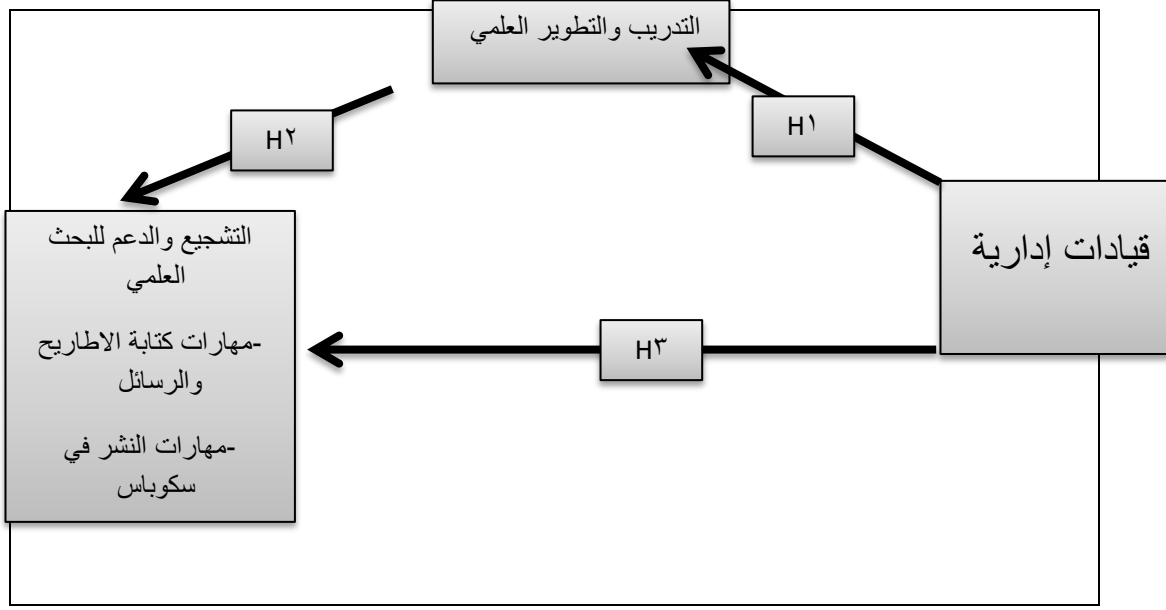 التدريب والتطوير العلمي
H١
H٢
قيادات إدارية
التشجيع والدعم للبحث
العلمي
-مهارات كتابة الاطاريح
والرسائل
-مهارات النشر في
سكوباس
H٣